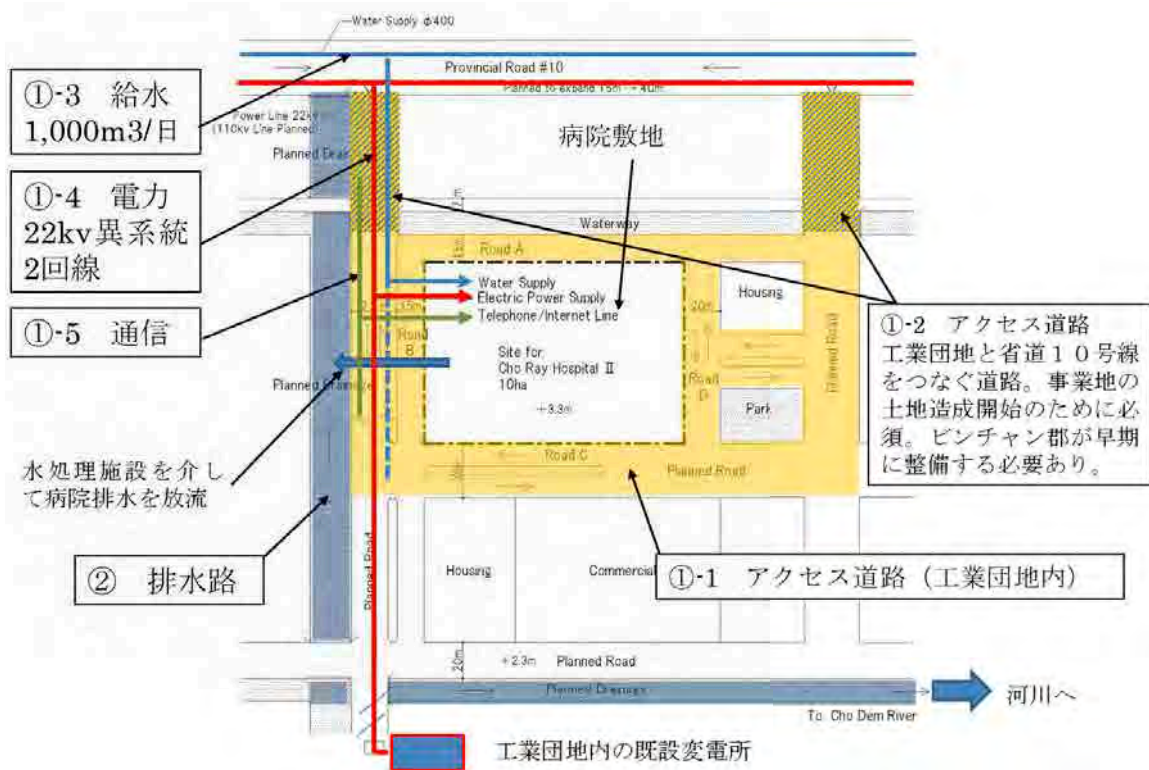 Water Supply φ400
Provincial Road #10
Planned to expand 15m → 40m
①-3 給水
1,000m3/日
Power Line 22kv
(110kv Line Planned)
病院敷地
①-4 電力
22kv異系統
2回線
Waterway
Road A
Water Supply
Electric Power Supply
Telephone/Internet Line
Housing
①-5 通信
Road
B
Site for
Cho Ray Hospital Ⅱ
10ha
+3.3m
20m
Road
D
Planned Road
Park
①-2 アクセス道路
工業団地と省道10号線
をつなぐ道路。事業地の
土地造成開始のために必
須。ビンチャン郡が早期
に整備する必要あり。
水処理施設を介し
て病院排水を放流
Road C
Planned Road
② 排水路
Planned Road
Housing
Commercial
①-1 アクセス道路(工業団地内)
20m
+2.3m
Planned Road
Planned Drainage
河川へ
To Cho Dem River
工業団地内の既設変電所